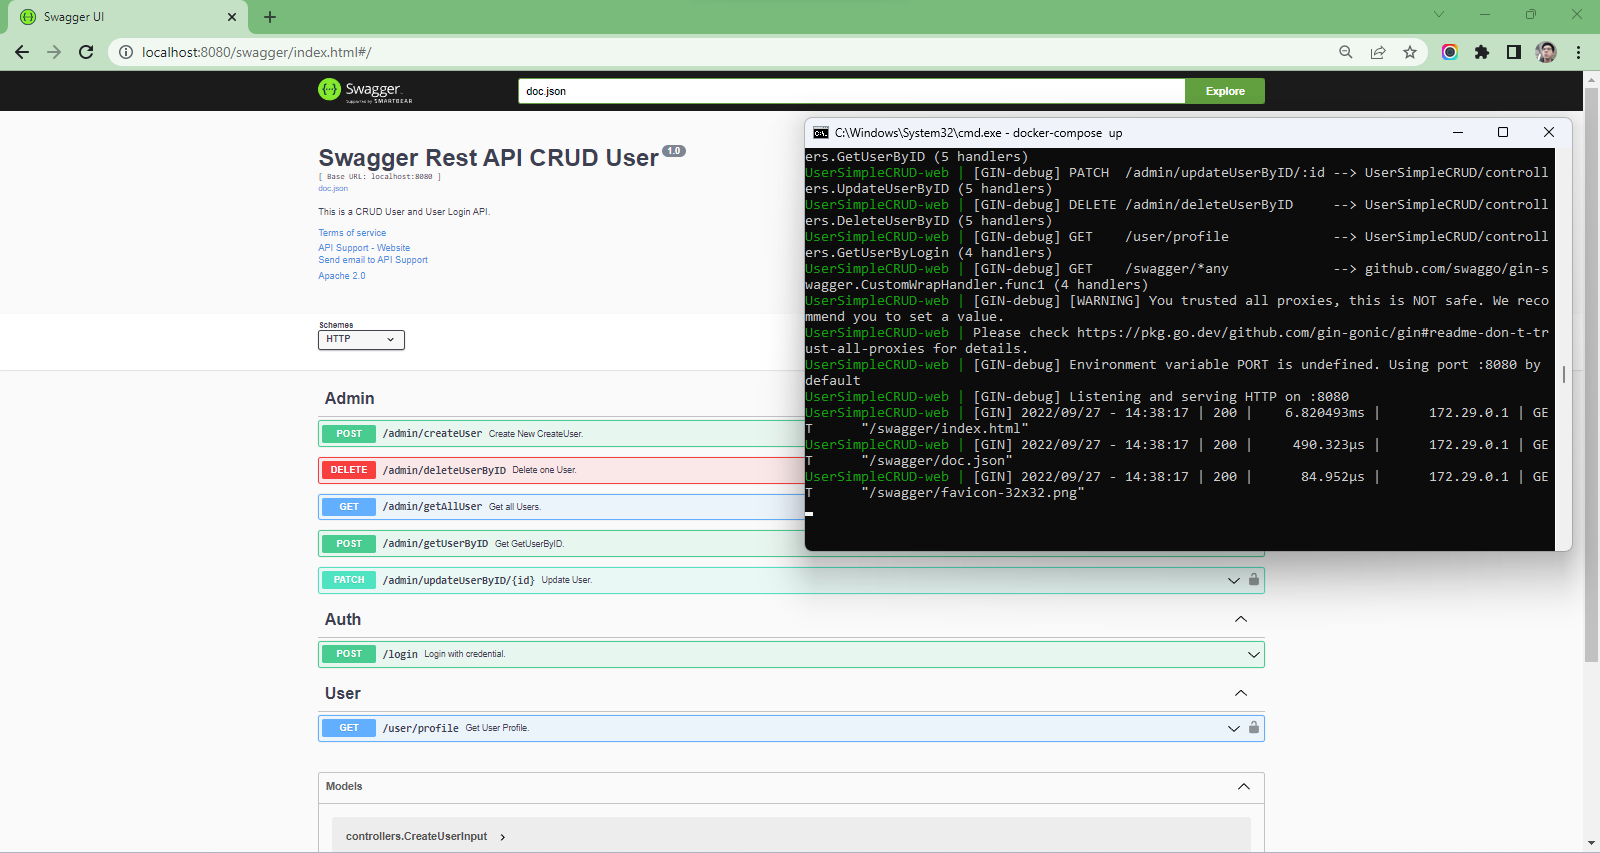 Swagger UI
localhost:8080/swagger/index.html#/
Swagger
Supported by SMARTBEAR
doc.json
Explore
Swagger Rest API CRUD User 1.0
[ Base URL: localhost:8080 ]
doc.json
This is a CRUD User and User Login API.
Terms of service
API Support - Website
Send email to API Support
Apache 2.0
Schemes
HTTP
Admin
POST /admin/createUser Create New CreateUser.
DELETE /admin/deleteUserByID Delete one User.
GET /admin/getAllUser Get all Users.
POST /admin/getUserByID Get GetUserByID.
PATCH /admin/updateUserByID/{id} Update User.
Auth
POST /login Login with credential.
User
GET /user/profile Get User Profile.
Models
controllers.CreateUserInput
C:\Windows\System32\cmd.exe - docker-compose up
ers.GetUserByID (5 handlers)
UserSimpleCRUD-web | [GIN-debug] PATCH /admin/updateUserByID/:id --> UserSimpleCRUD/controll
ers.UpdateUserByID (5 handlers)
UserSimpleCRUD-web | [GIN-debug] DELETE /admin/deleteUserByID --> UserSimpleCRUD/controll
ers.DeleteUserByID (5 handlers)
UserSimpleCRUD-web | [GIN-debug] GET /user/profile --> UserSimpleCRUD/controll
ers.GetUserByLogin (4 handlers)
UserSimpleCRUD-web | [GIN-debug] GET /swagger/*any --> github.com/swaggo/gin-s
wagger.CustomWrapHandler.func1 (4 handlers)
UserSimpleCRUD-web | [GIN-debug] [WARNING] You trusted all proxies, this is NOT safe. We reco
mmend you to set a value.
UserSimpleCRUD-web | Please check https://pkg.go.dev/github.com/gin-gonic/gin#readme-don-t-tr
ust-all-proxies for details.
UserSimpleCRUD-web | [GIN-debug] Environment variable PORT is undefined. Using port :8080 by
default
UserSimpleCRUD-web | [GIN-debug] Listening and serving HTTP on :8080
UserSimpleCRUD-web | [GIN] 2022/09/27 - 14:38:17 | 200 | 6.820493ms | 172.29.0.1 | GE
T "/swagger/index.html"
UserSimpleCRUD-web | [GIN] 2022/09/27 - 14:38:17 | 200 | 490.323µs | 172.29.0.1 | GE
T "/swagger/doc.json"
UserSimpleCRUD-web | [GIN] 2022/09/27 - 14:38:17 | 200 | 84.952µs | 172.29.0.1 | GE
T "/swagger/favicon-32x32.png"